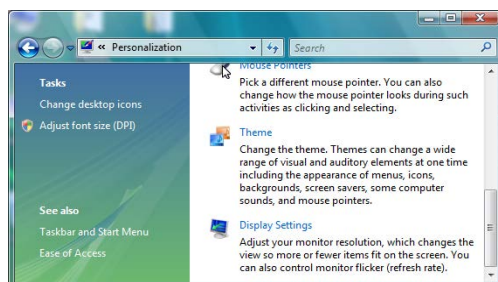 « Personalization
Search
Tasks
Change desktop icons
Adjust font size (DPI)
See also
Taskbar and Start Menu
Ease of Access
Mouse Pointers
Pick a different mouse pointer. You can also
change how the mouse pointer looks during such
activities as clicking and selecting.
Theme
Change the theme. Themes can change a wide
range of visual and auditory elements at one time
including the appearance of menus, icons,
backgrounds, screen savers, some computer
sounds, and mouse pointers.
Display Settings
Adjust your monitor resolution, which changes the
view so more or fewer items fit on the screen. You
can also control monitor flicker (refresh rate).